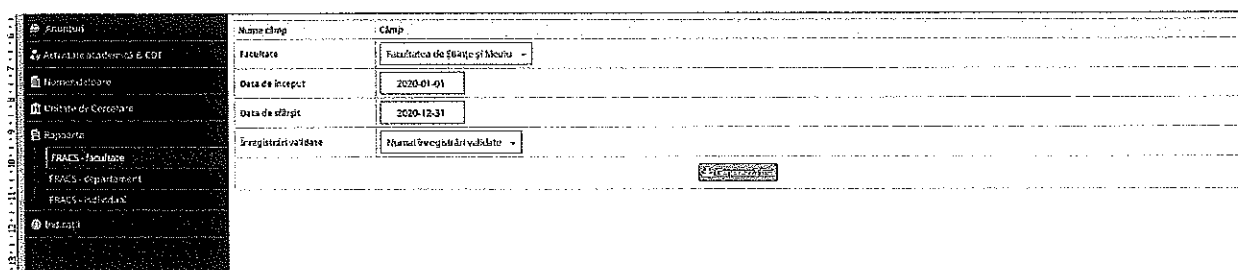 Anunțuri
Activitate academică & CDI
Nomenclatoare
Unitate de Cercetare
Rapoarte
FRACS - facultate
FRACS - departament
FRACS - individual
Indicații
Nume câmp Câmp
Facultate Facultatea de Științe și Mediu
Data de început 2020-01-01
Data de sfârșit 2020-12-31
Înregistrări validate Numai înregistrări validate